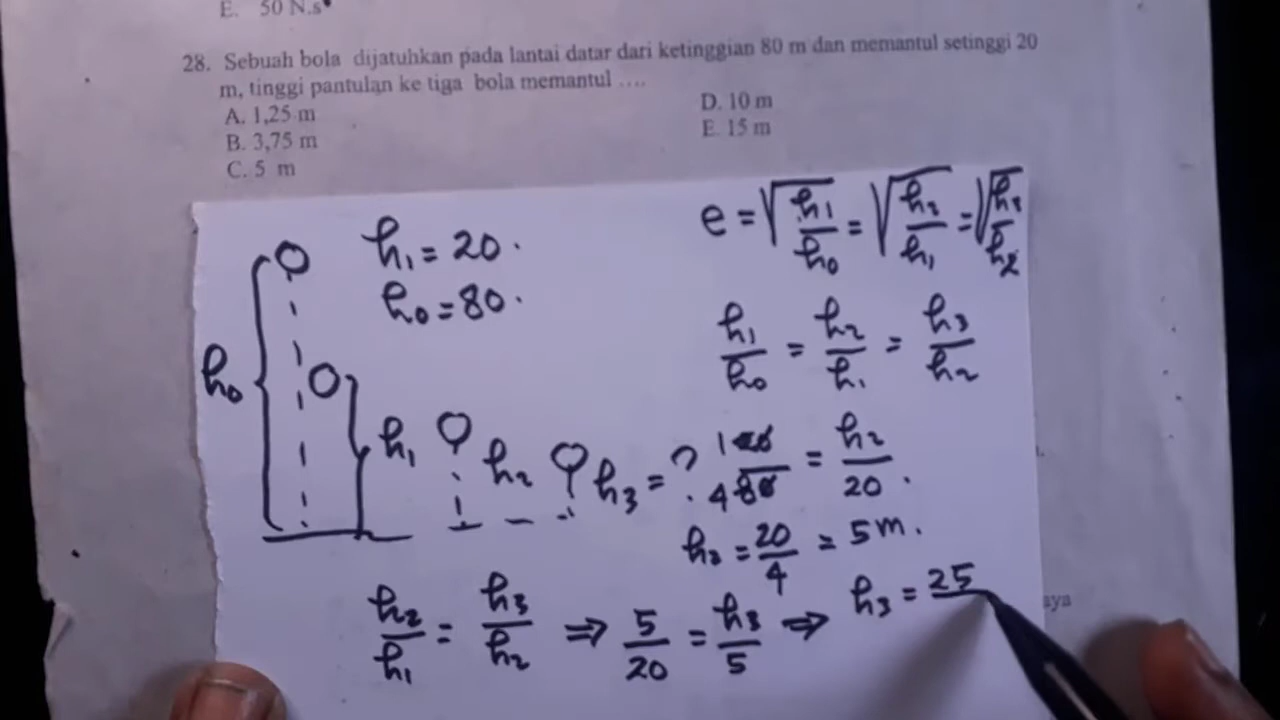 E. 50 N.s
28. Sebuah bola dijatuhkan pada lantai datar dari ketinggian 80 m dan memantul setinggi 20
m, tinggi pantulan ke tiga bola memantul ....
A. 1,25 m
B. 3,75 m
C. 5 m
D. 10 m
E. 15 m
h₁ = 20.
h₀ = 80.
h₀
h₁
h₂
h₃ = ?
e = √(h₁/h₀) = √(h₂/h₁) = √(h₃/h₂)
h₁/h₀ = h₂/h₁ = h₃/h₂
1 20/4 80 = h₂/20.
h₂ = 20/4 = 5 m.
h₂/h₁ = h₃/h₂ ⇒ 5/20 = h₃/5 ⇒ h₃ = 25
aya